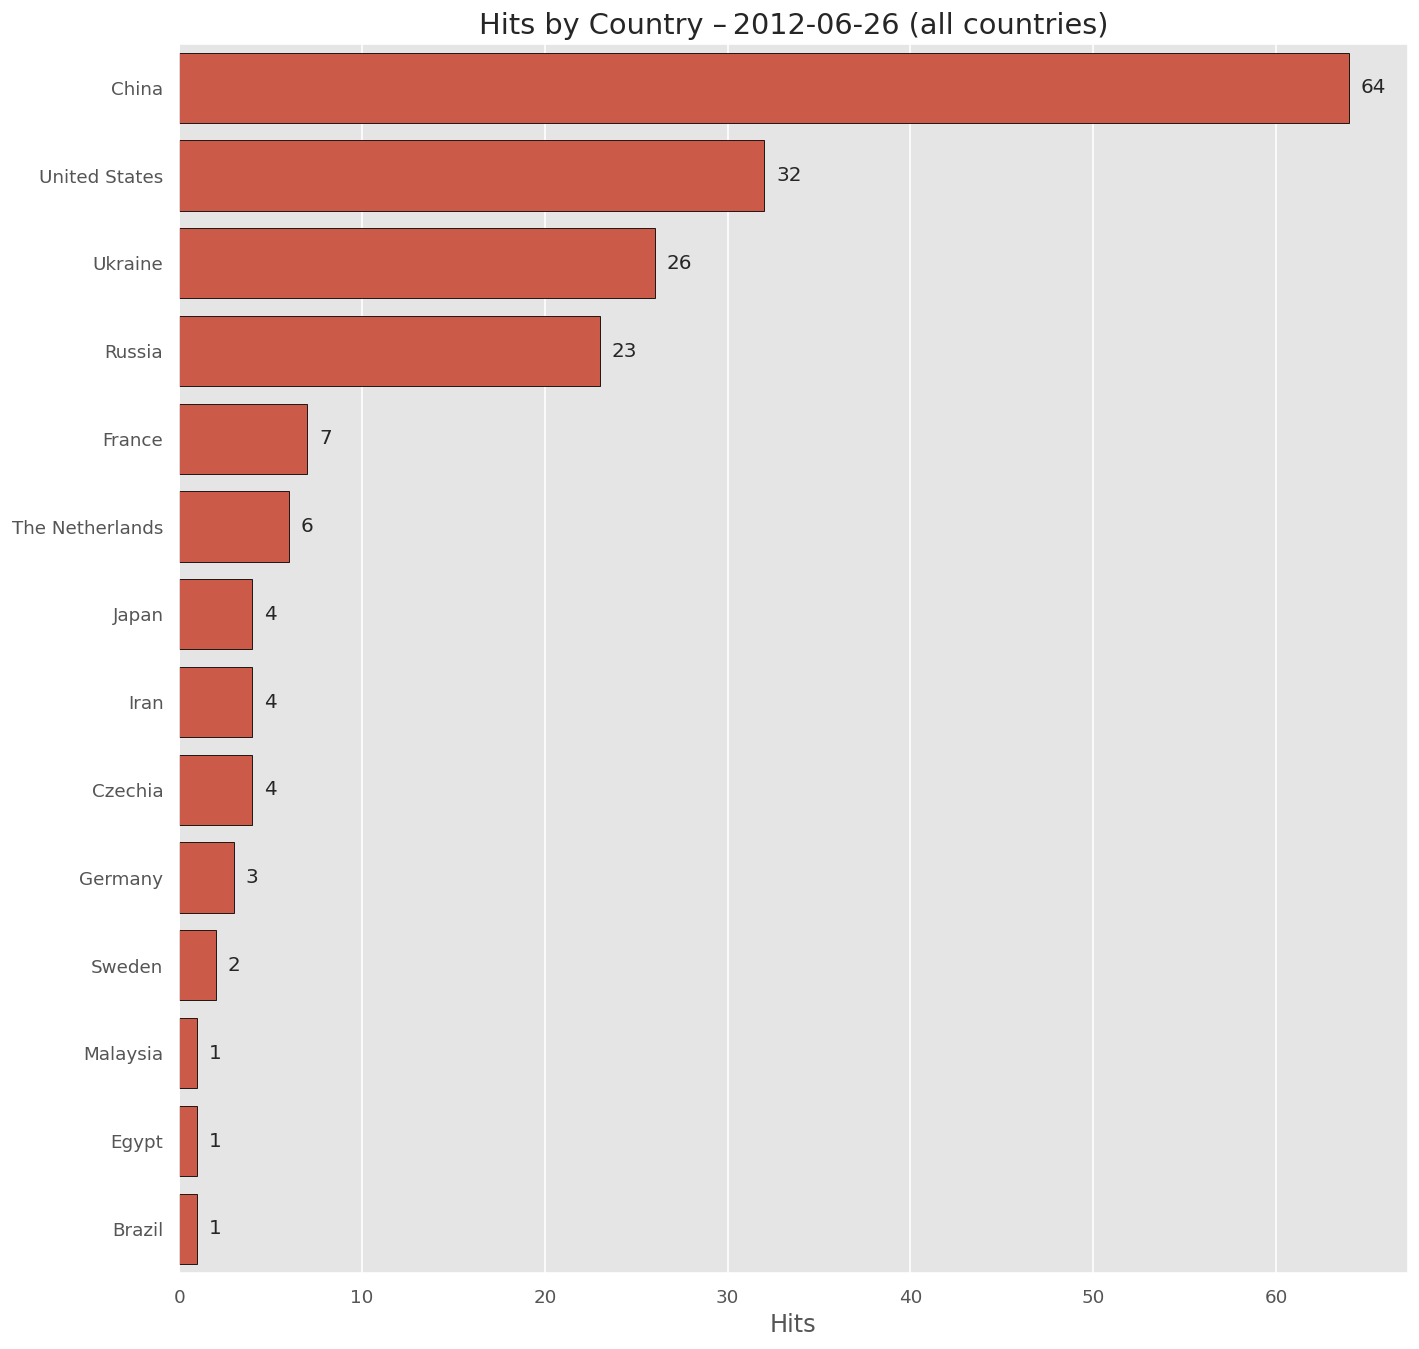 Hits by Country – 2012-06-26 (all countries)
China 64
United States 32
Ukraine 26
Russia 23
France 7
The Netherlands 6
Japan 4
Iran 4
Czechia 4
Germany 3
Sweden 2
Malaysia 1
Egypt 1
Brazil 1
0 10 20 30 40 50 60
Hits